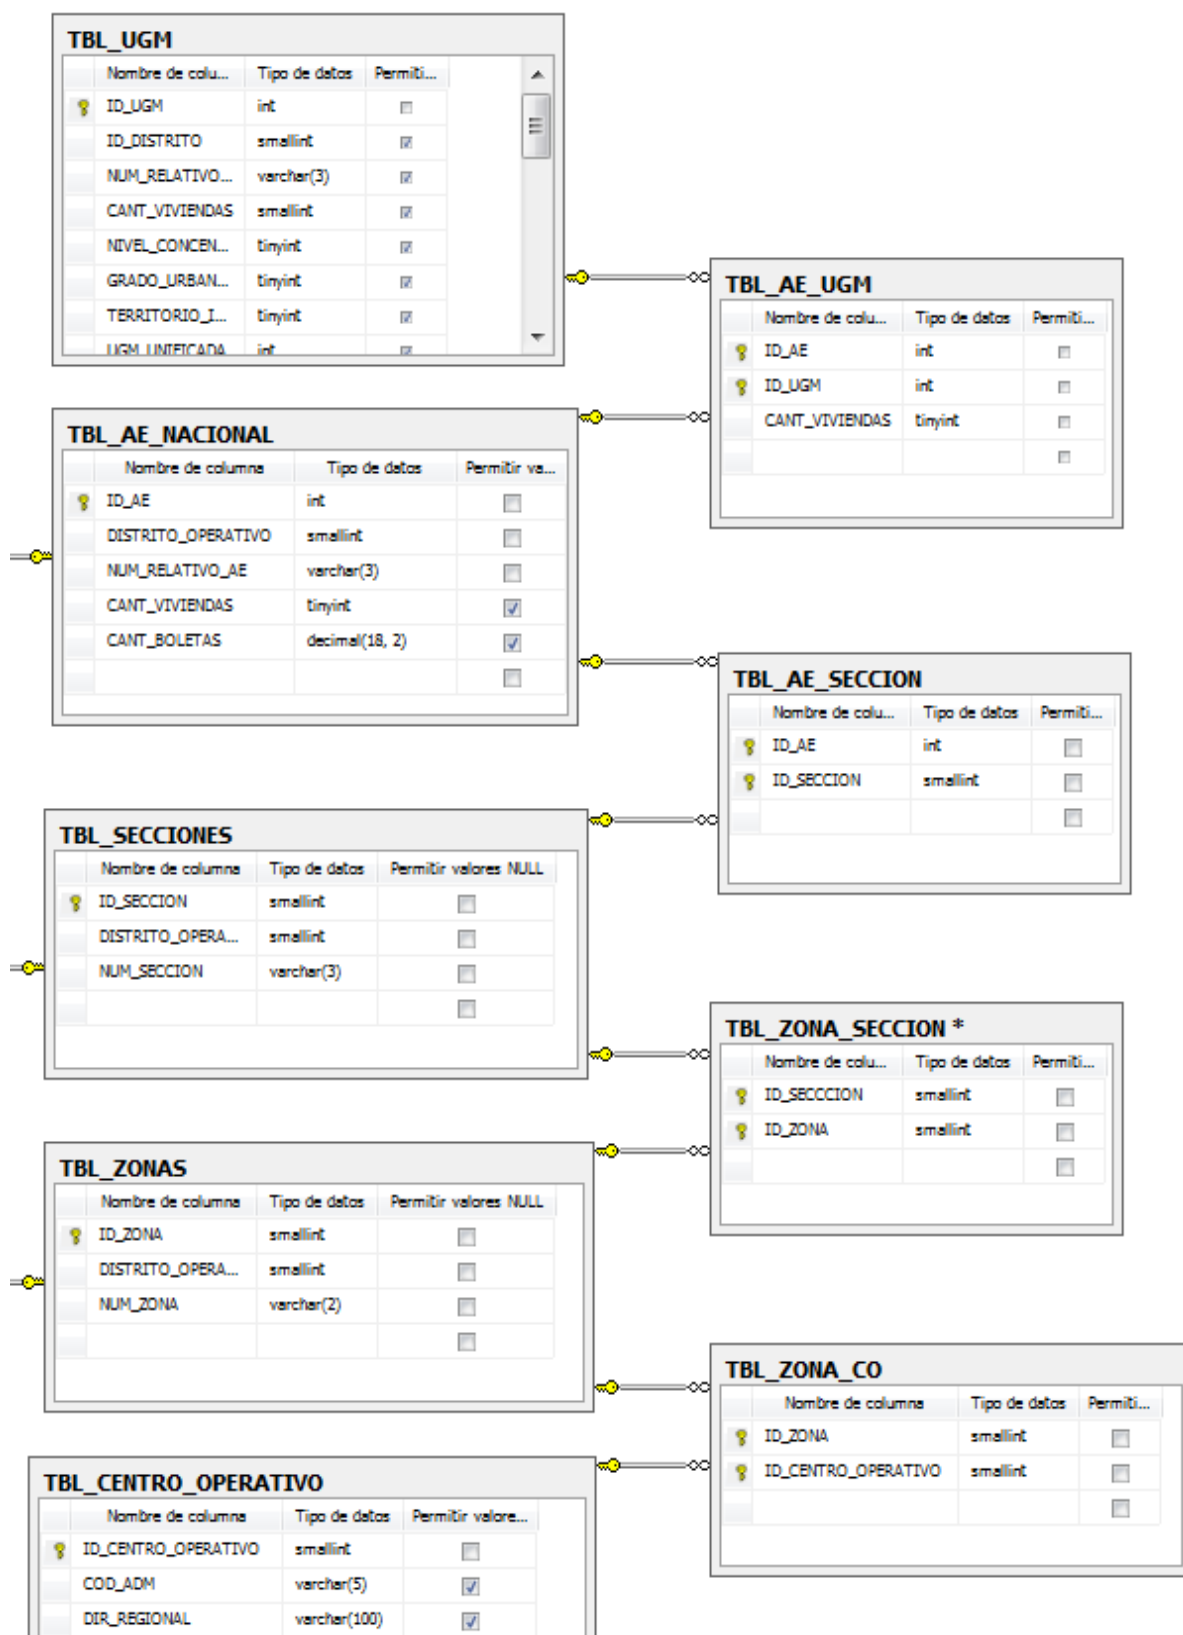 TBL_UGM
Nombre de colu... Tipo de datos Permiti...
ID_UGM int
ID_DISTRITO smallint
NUM_RELATIVO... varchar(3)
CANT_VIVIENDAS smallint
NIVEL_CONCEN... tinyint
GRADO_URBAN... tinyint
TERRITORIO_I... tinyint
UGM_UNIFICADA int
TBL_AE_UGM
Nombre de colu... Tipo de datos Permiti...
ID_AE int
ID_UGM int
CANT_VIVIENDAS tinyint
TBL_AE_NACIONAL
Nombre de columna Tipo de datos Permitir va...
ID_AE int
DISTRITO_OPERATIVO smallint
NUM_RELATIVO_AE varchar(3)
CANT_VIVIENDAS tinyint
CANT_BOLETAS decimal(18, 2)
TBL_AE_SECCION
Nombre de colu... Tipo de datos Permiti...
ID_AE int
ID_SECCION smallint
TBL_SECCIONES
Nombre de columna Tipo de datos Permitir valores NULL
ID_SECCION smallint
DISTRITO_OPERA... smallint
NUM_SECCION varchar(3)
TBL_ZONA_SECCION *
Nombre de colu... Tipo de datos Permiti...
ID_SECCCION smallint
ID_ZONA smallint
TBL_ZONAS
Nombre de columna Tipo de datos Permitir valores NULL
ID_ZONA smallint
DISTRITO_OPERA... smallint
NUM_ZONA varchar(2)
TBL_ZONA_CO
Nombre de columna Tipo de datos Permiti...
ID_ZONA smallint
ID_CENTRO_OPERATIVO smallint
TBL_CENTRO_OPERATIVO
Nombre de columna Tipo de datos Permitir valore...
ID_CENTRO_OPERATIVO smallint
COD_ADM varchar(5)
DIR_REGIONAL varchar(100)